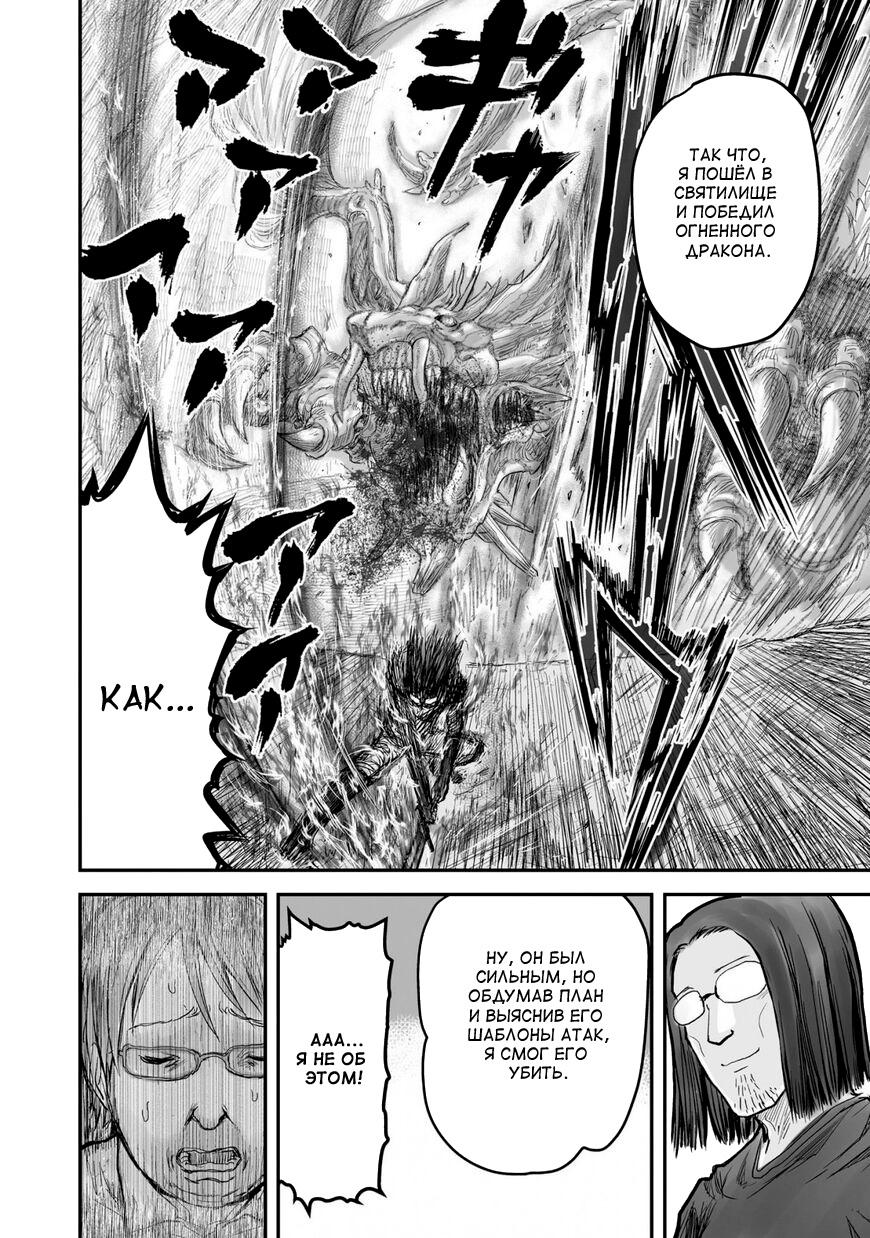 ТАК ЧТО,
Я ПОШЁЛ В
СВЯТИЛИЩЕ
И ПОБЕДИЛ
ОГНЕННОГО
ДРАКОНА.
ギャ
アアアアアア
КАК...
НУ, ОН БЫЛ
СИЛЬНЫМ, НО
ОБДУМАВ ПЛАН
И ВЫЯСНИВ ЕГО
ШАБЛОНЫ АТАК,
Я СМОГ ЕГО
УБИТЬ.
ААА...
Я НЕ ОБ
ЭТОМ!